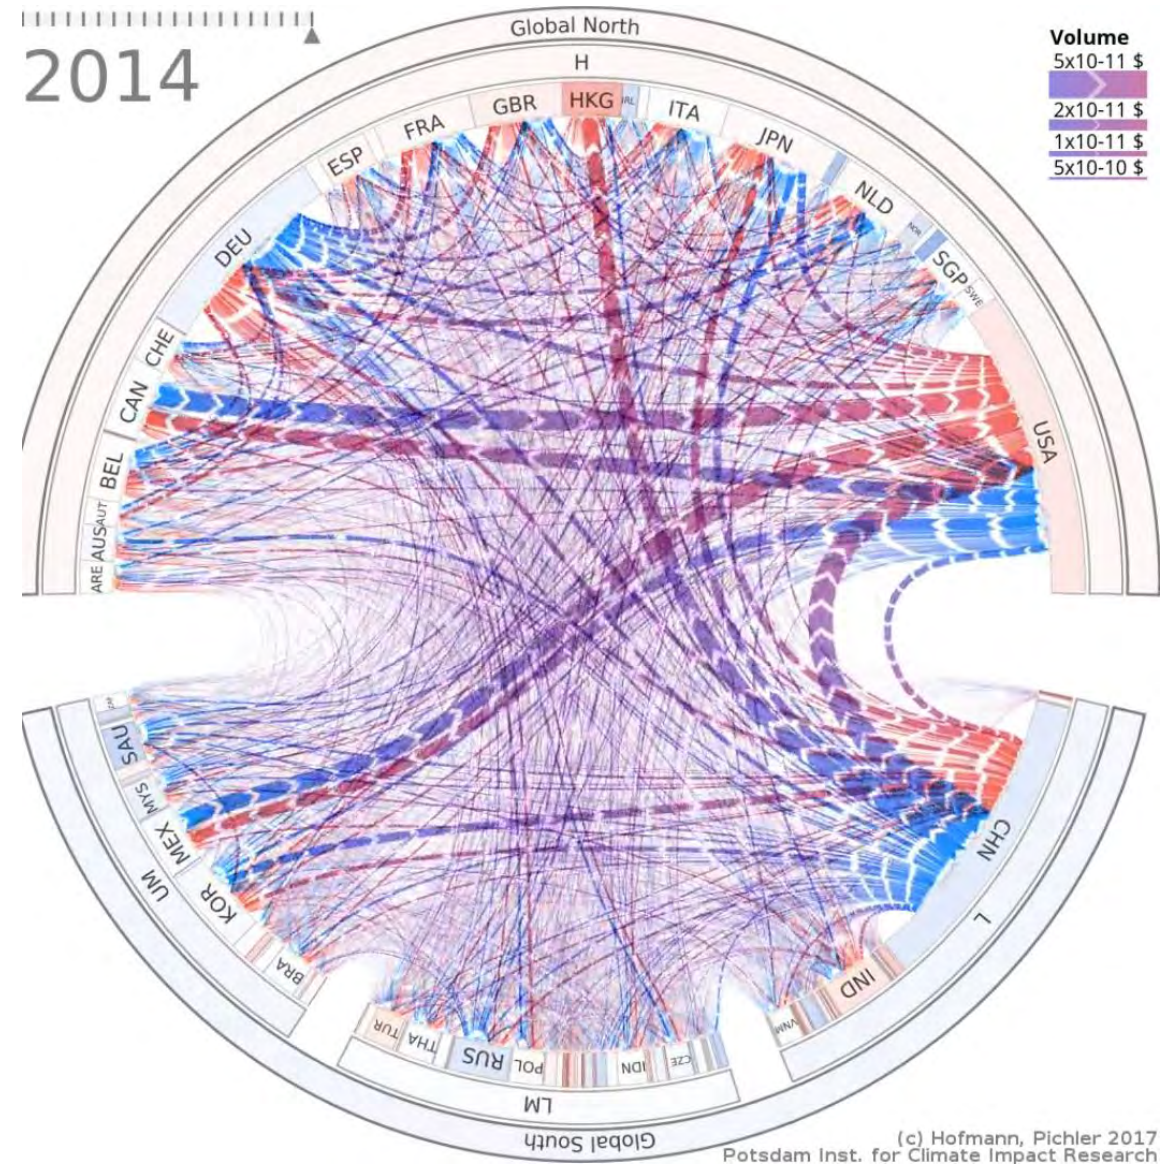 2014
Global North
H
Volume
5x10-11 $
2x10-11 $
1x10-11 $
5x10-10 $
ARE
AUS
AUT
BEL
CAN
CHE
DEU
ESP
FRA
GBR
HKG
IRL
ITA
JPN
NLD
NOR
SGP
SWE
USA
SAU
MYS
MEX
UM
KOR
BRA
TUR
THA
RUS
POL
IDN
CZE
LM
VNM
IND
CHN
L
Global South
(c) Hofmann, Pichler 2017
Potsdam Inst. for Climate Impact Research